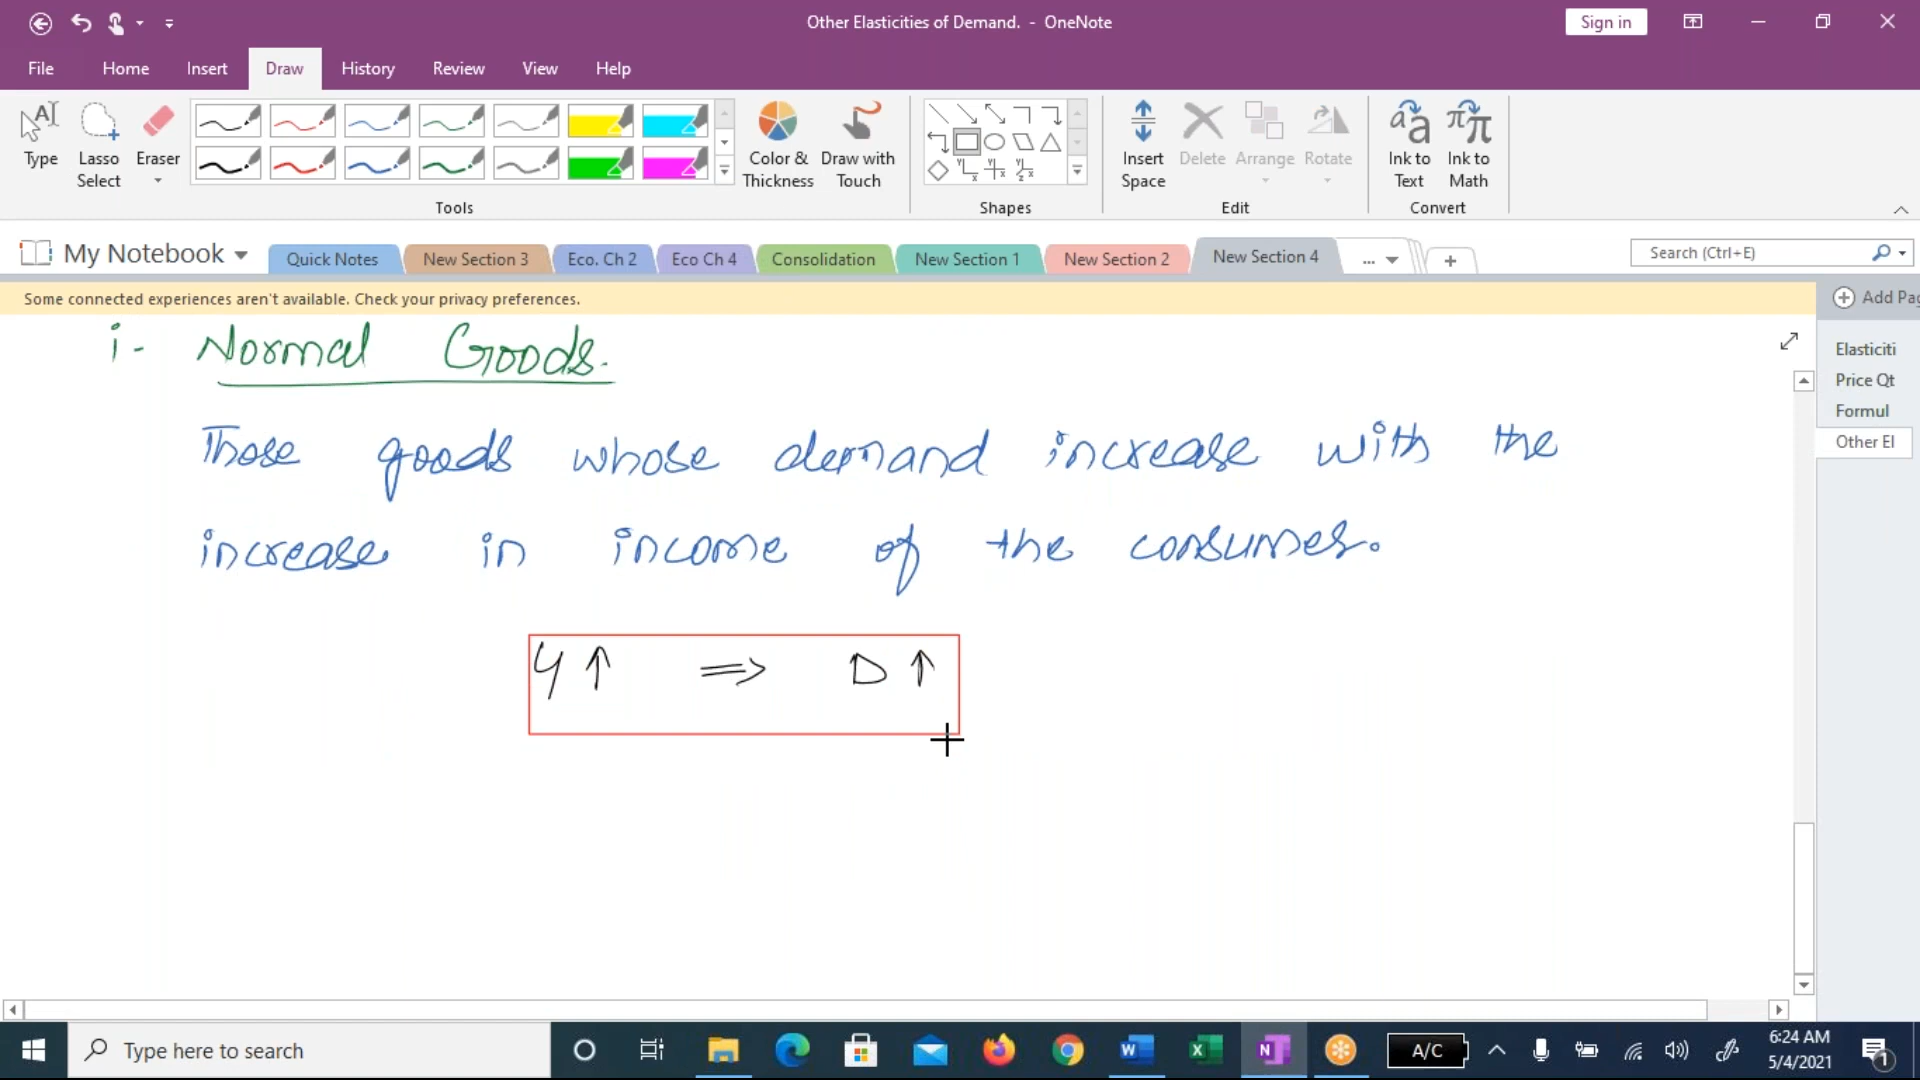 Other Elasticities of Demand. - OneNote
Sign in
File Home Insert Draw History Review View Help
Type
Lasso Select
Eraser
Color & Thickness
Draw with Touch
Insert Space
Delete
Arrange
Rotate
Ink to Text
Ink to Math
Tools Shapes Edit Convert
My Notebook Quick Notes New Section 3 Eco. Ch 2 Eco Ch 4 Consolidation New Section 1 New Section 2 New Section 4 ... + Search (Ctrl+E)
Some connected experiences aren't available. Check your privacy preferences.
Add Pag
Elasticiti
Price Qt
Formul
Other El
i- Normal Goods.
Those goods whose demand increase with the
increase in income of the consumer.
Y ↑ ⇒ D ↑
Type here to search
A/C
6:24 AM
5/4/2021
1